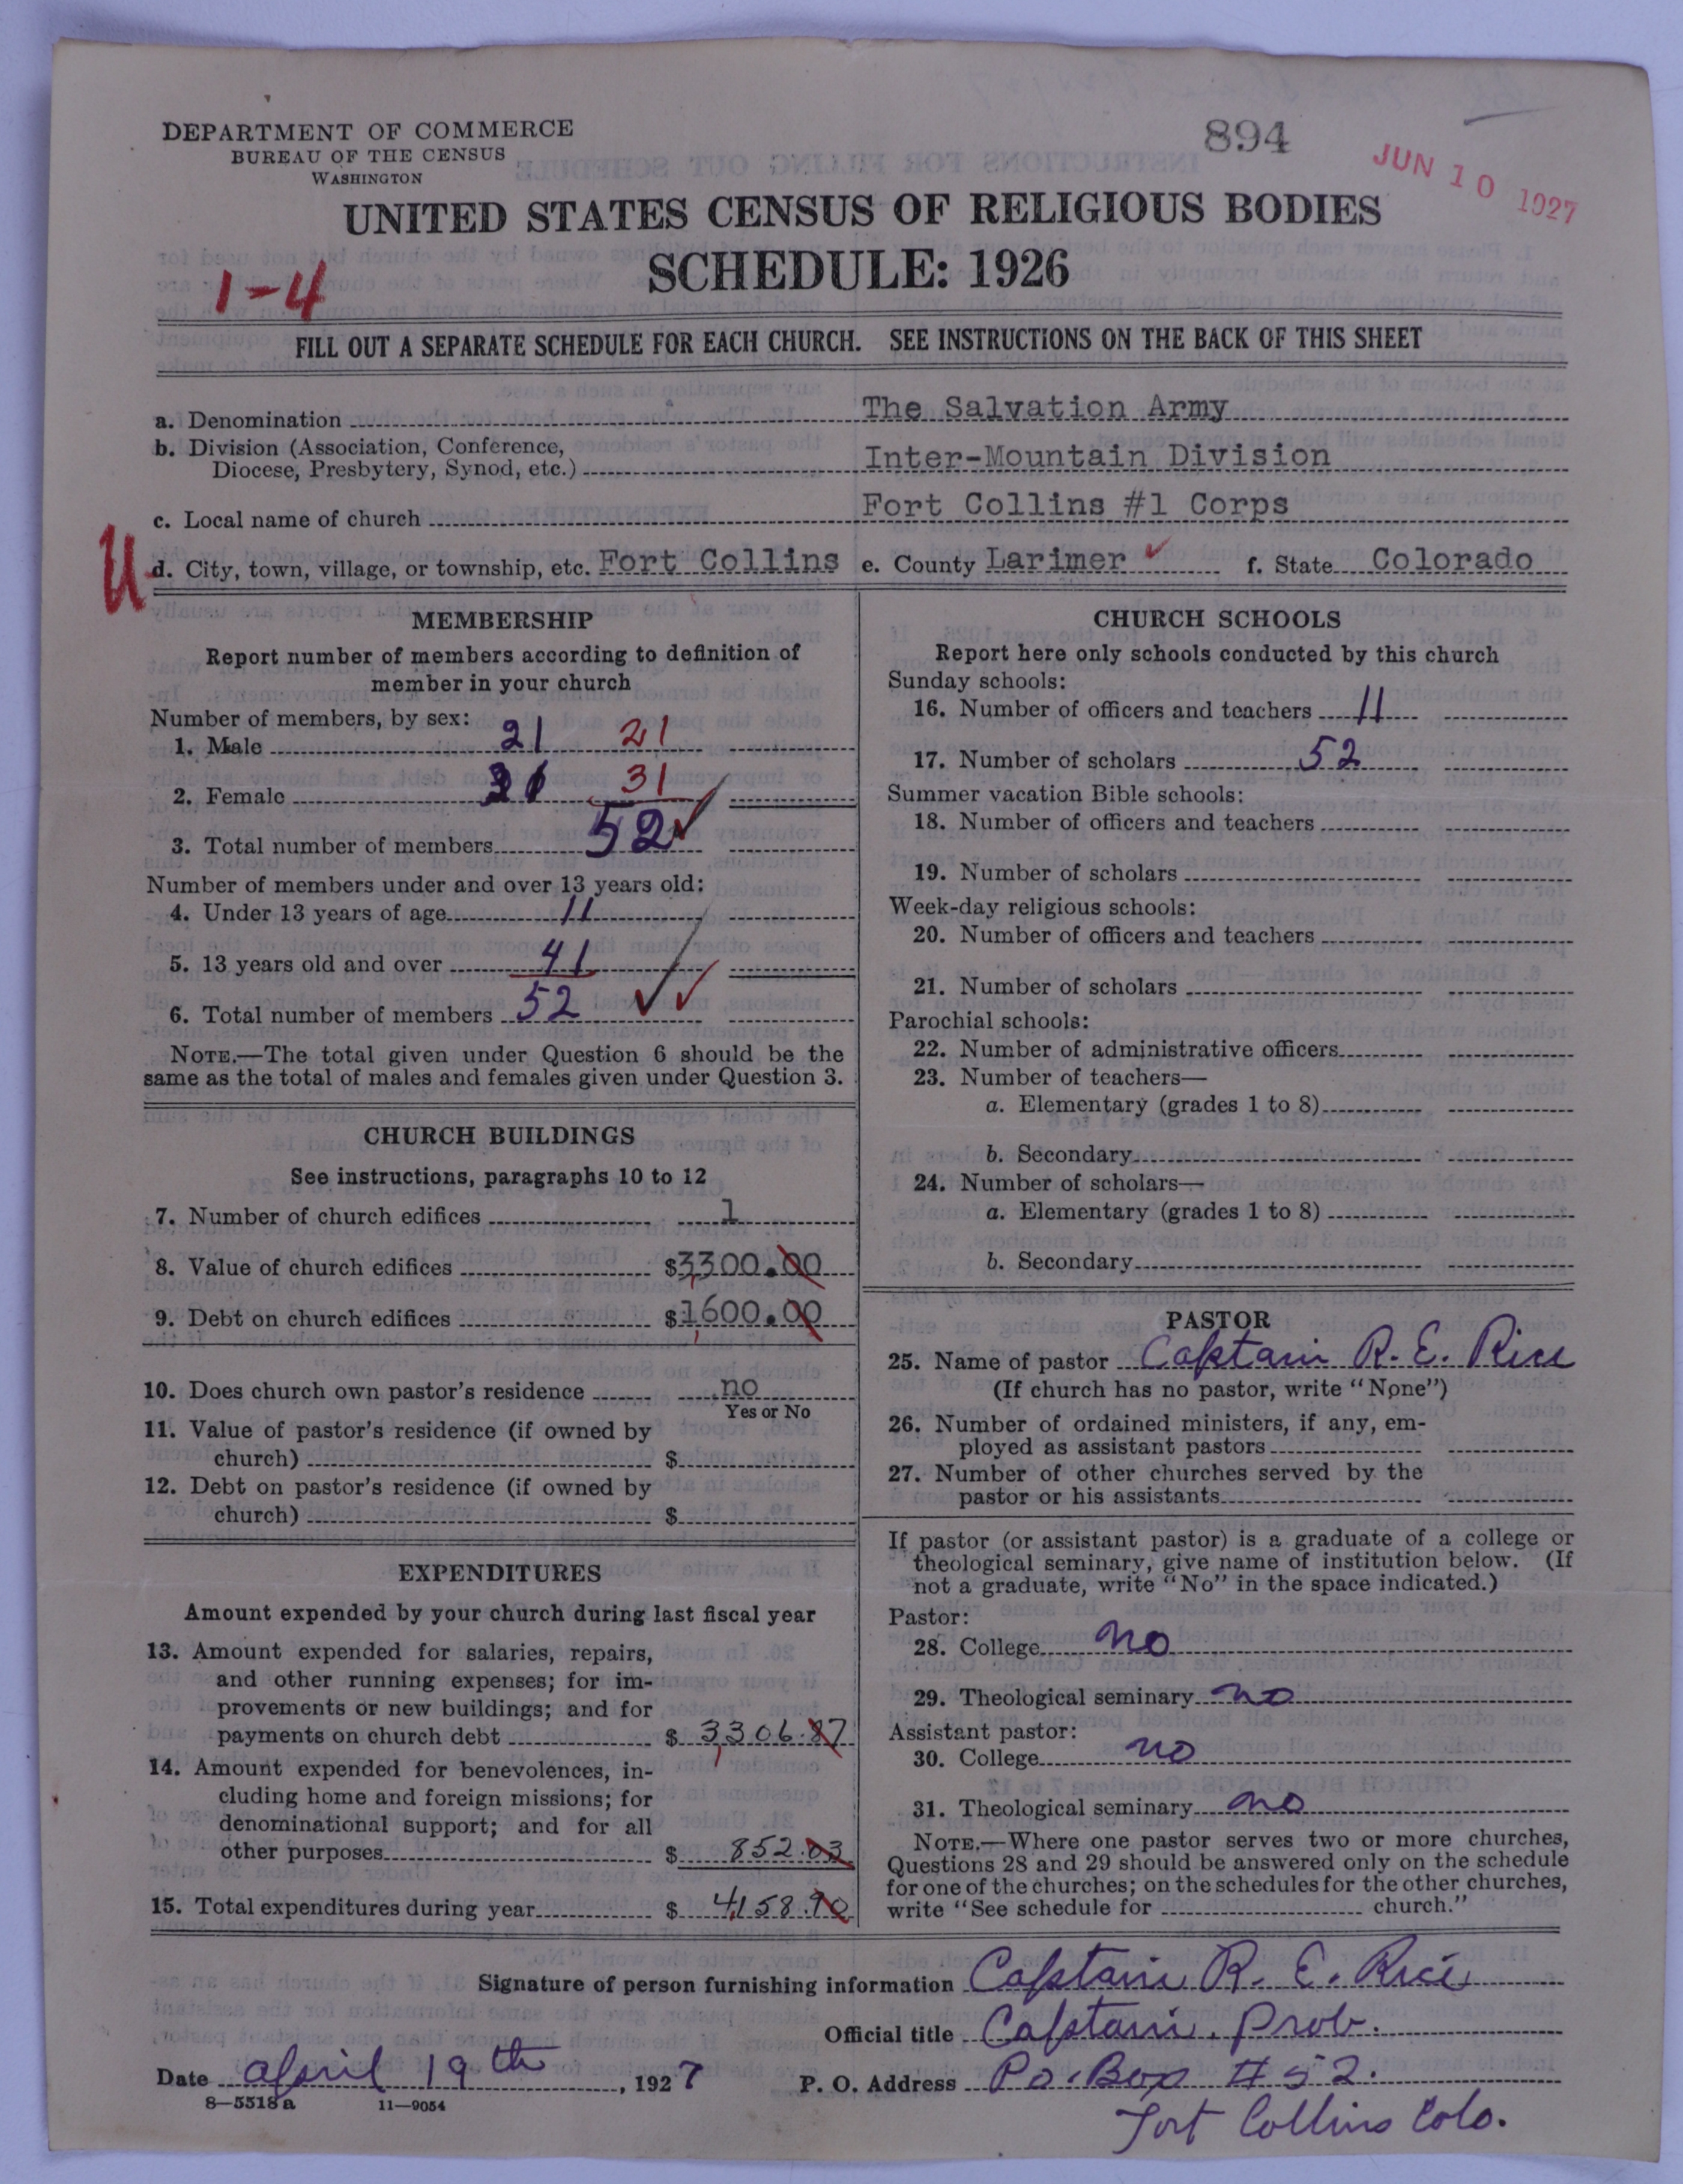 DEPARTMENT OF COMMERCE
BUREAU OF THE CENSUS
WASHINGTON
894
JUN 10 1927
UNITED STATES CENSUS OF RELIGIOUS BODIES
SCHEDULE: 1926
1-4
FILL OUT A SEPARATE SCHEDULE FOR EACH CHURCH. SEE INSTRUCTIONS ON THE BACK OF THIS SHEET
a. Denomination The Salvation Army
b. Division (Association, Conference,
Diocese, Presbytery, Synod, etc.) Inter-Mountain Division
c. Local name of church Fort Collins #1 Corps
U
d. City, town, village, or township, etc. Fort Collins e. County Larimer ✓ f. State Colorado
MEMBERSHIP
Report number of members according to definition of
member in your church
Number of members, by sex:
1. Male 21 21
2. Female 31 31
3. Total number of members 52 ✓
Number of members under and over 13 years old:
4. Under 13 years of age 11
5. 13 years old and over 41
6. Total number of members 52 ✓✓
NOTE.—The total given under Question 6 should be the
same as the total of males and females given under Question 3.
CHURCH BUILDINGS
See instructions, paragraphs 10 to 12
7. Number of church edifices 1
8. Value of church edifices $3300.00
9. Debt on church edifices $1600.00
10. Does church own pastor's residence no
Yes or No
11. Value of pastor's residence (if owned by
church) $
12. Debt on pastor's residence (if owned by
church) $
EXPENDITURES
Amount expended by your church during last fiscal year
13. Amount expended for salaries, repairs,
and other running expenses; for im-
provements or new buildings; and for
payments on church debt $ 3306.87
14. Amount expended for benevolences, in-
cluding home and foreign missions; for
denominational support; and for all
other purposes $ 852.03
15. Total expenditures during year $ 4158.90
CHURCH SCHOOLS
Report here only schools conducted by this church
Sunday schools:
16. Number of officers and teachers 11
17. Number of scholars 52
Summer vacation Bible schools:
18. Number of officers and teachers
19. Number of scholars
Week-day religious schools:
20. Number of officers and teachers
21. Number of scholars
Parochial schools:
22. Number of administrative officers
23. Number of teachers—
a. Elementary (grades 1 to 8)
b. Secondary
24. Number of scholars—
a. Elementary (grades 1 to 8)
b. Secondary
PASTOR
25. Name of pastor Captain R. E. Rice
(If church has no pastor, write "None")
26. Number of ordained ministers, if any, em-
ployed as assistant pastors
27. Number of other churches served by the
pastor or his assistants
If pastor (or assistant pastor) is a graduate of a college or
theological seminary, give name of institution below. (If
not a graduate, write "No" in the space indicated.)
Pastor:
28. College no
29. Theological seminary no
Assistant pastor:
30. College no
31. Theological seminary no
NOTE.—Where one pastor serves two or more churches,
Questions 28 and 29 should be answered only on the schedule
for one of the churches; on the schedules for the other churches,
write "See schedule for church."
Signature of person furnishing information Captain R. E. Rice
Official title Captain. Prob.
Date april 19th, 1927 P. O. Address P.O. Box #52.
Fort Collins Colo.
8—5518a 11—9054